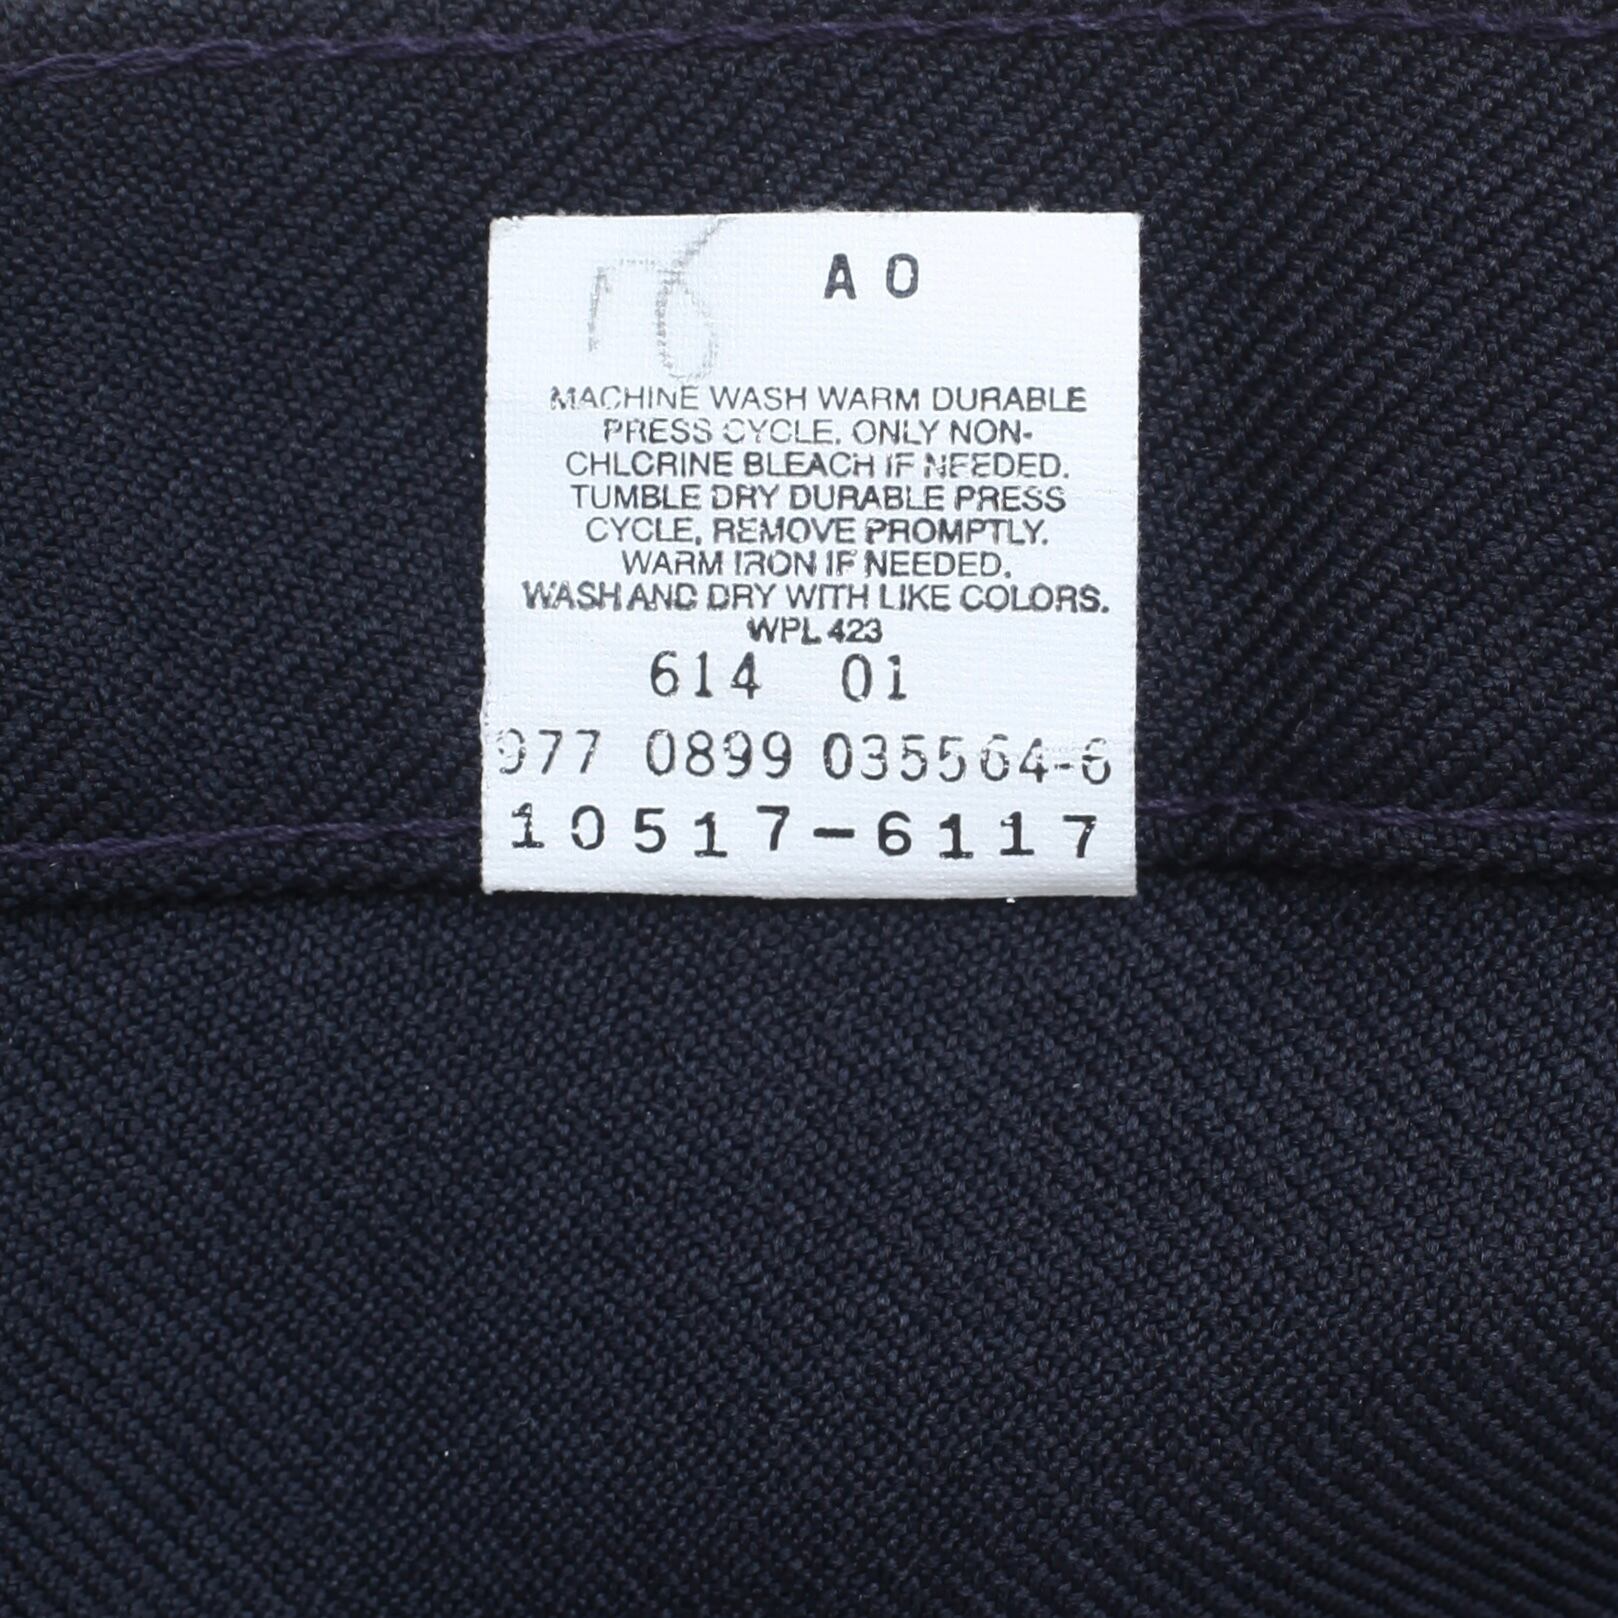 16 A0
MACHINE WASH WARM DURABLE
PRESS CYCLE. ONLY NON-
CHLORINE BLEACH IF NEEDED.
TUMBLE DRY DURABLE PRESS
CYCLE, REMOVE PROMPTLY.
WARM IRON IF NEEDED.
WASH AND DRY WITH LIKE COLORS.
WPL 423
614 01
977 0899 035564-6
10517-6117